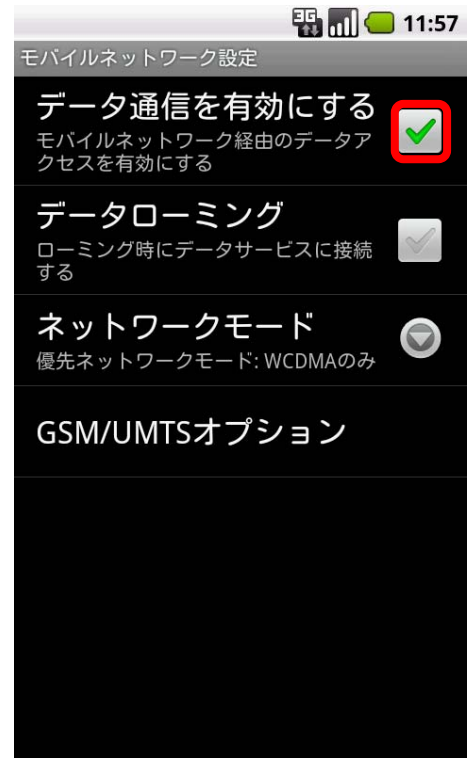 3G 11:57
モバイルネットワーク設定
データ通信を有効にする
モバイルネットワーク経由のデータア
クセスを有効にする
データローミング
ローミング時にデータサービスに接続
する
ネットワークモード
優先ネットワークモード: WCDMAのみ
GSM/UMTSオプション